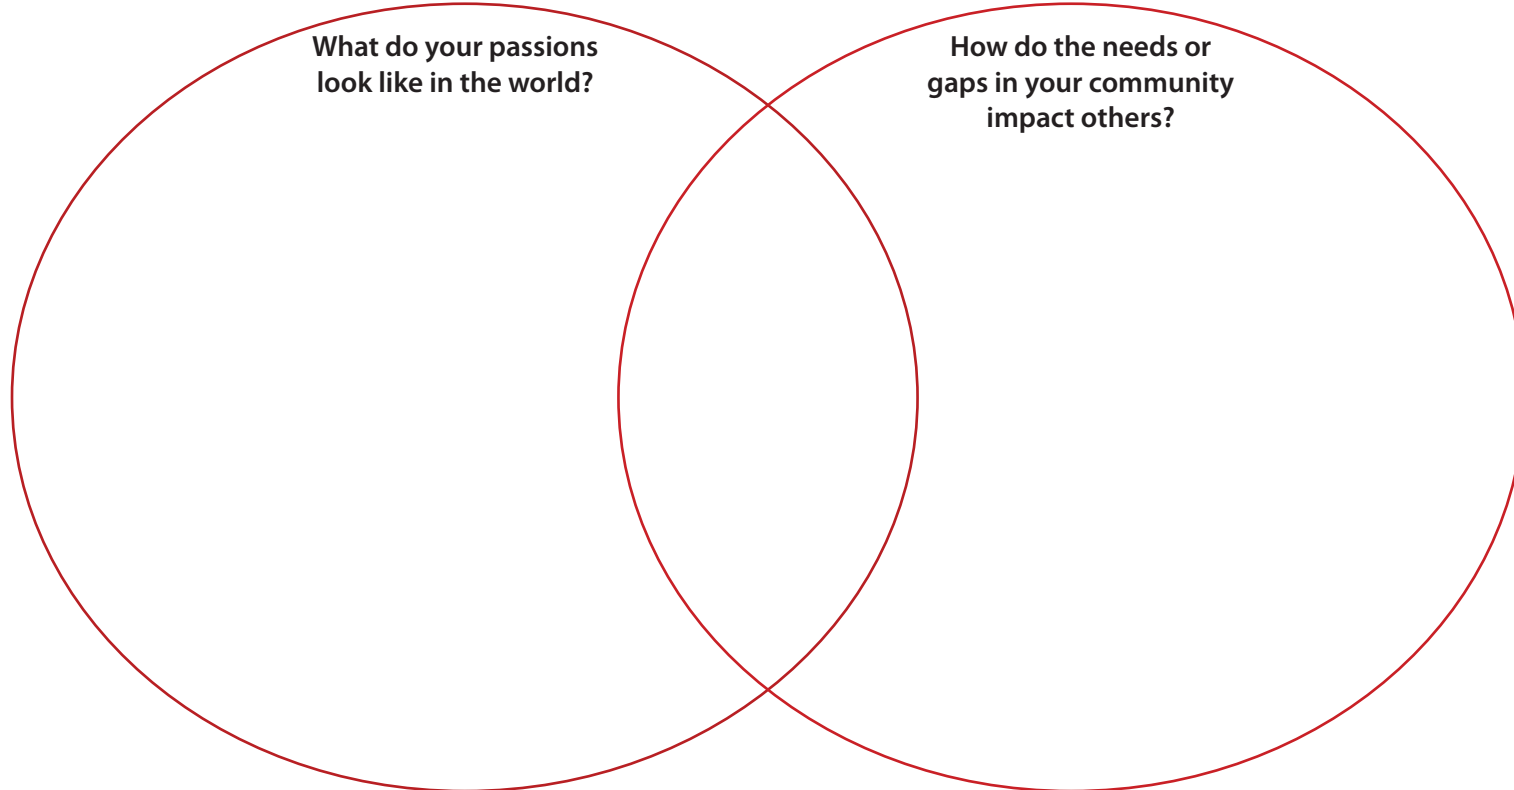 What do your passions
look like in the world?
How do the needs or
gaps in your community
impact others?